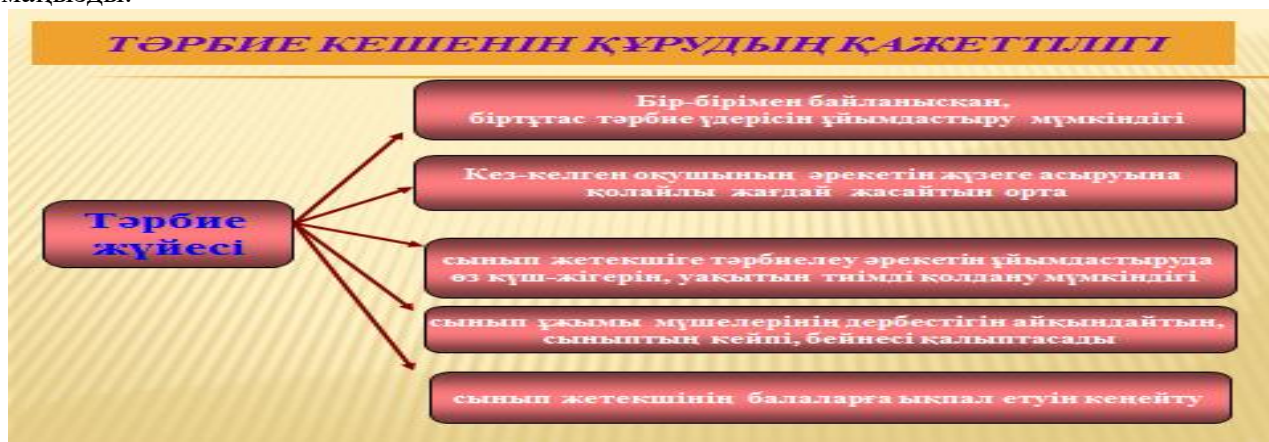 маңызды.
ТӘРБИЕ КЕШЕНІН ҚҰРУДЫҢ ҚАЖЕТТІЛІГІ
Бір-бірімен байланысқан,
біртұтас тәрбие үдерісін ұйымдастыру мүмкіндігі
Кез-келген оқушының әрекетін жүзеге асыруына
қолайлы жағдай жасайтын орта
Тәрбие
жүйесі
сынып жетекшіге тәрбиелеу әрекетін ұйымдастыруда
өз күш-жігерін, уақытын тиімді қолдану мүмкіндігі
сынып ұжымы мүшелерінің дербестігін айқындайтын,
сыныптың кейпі, бейнесі қалыптасады
сынып жетекшінің балаларға ықпал етуін кеңейту